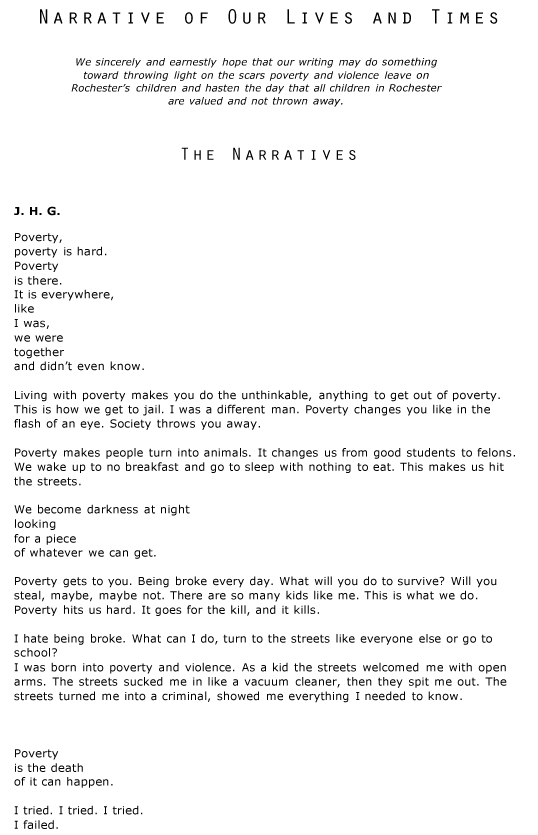 Narrative of Our Lives and Times
We sincerely and earnestly hope that our writing may do something
toward throwing light on the scars poverty and violence leave on
Rochester's children and hasten the day that all children in Rochester
are valued and not thrown away.
The Narratives
J. H. G.
Poverty,
poverty is hard.
Poverty
is there.
It is everywhere,
like
I was,
we were
together
and didn't even know.
Living with poverty makes you do the unthinkable, anything to get out of poverty.
This is how we get to jail. I was a different man. Poverty changes you like in the
flash of an eye. Society throws you away.
Poverty makes people turn into animals. It changes us from good students to felons.
We wake up to no breakfast and go to sleep with nothing to eat. This makes us hit
the streets.
We become darkness at night
looking
for a piece
of whatever we can get.
Poverty gets to you. Being broke every day. What will you do to survive? Will you
steal, maybe, maybe not. There are so many kids like me. This is what we do.
Poverty hits us hard. It goes for the kill, and it kills.
I hate being broke. What can I do, turn to the streets like everyone else or go to
school?
I was born into poverty and violence. As a kid the streets welcomed me with open
arms. The streets sucked me in like a vacuum cleaner, then they spit me out. The
streets turned me into a criminal, showed me everything I needed to know.
Poverty
is the death
of it can happen.
I tried. I tried. I tried.
I failed.